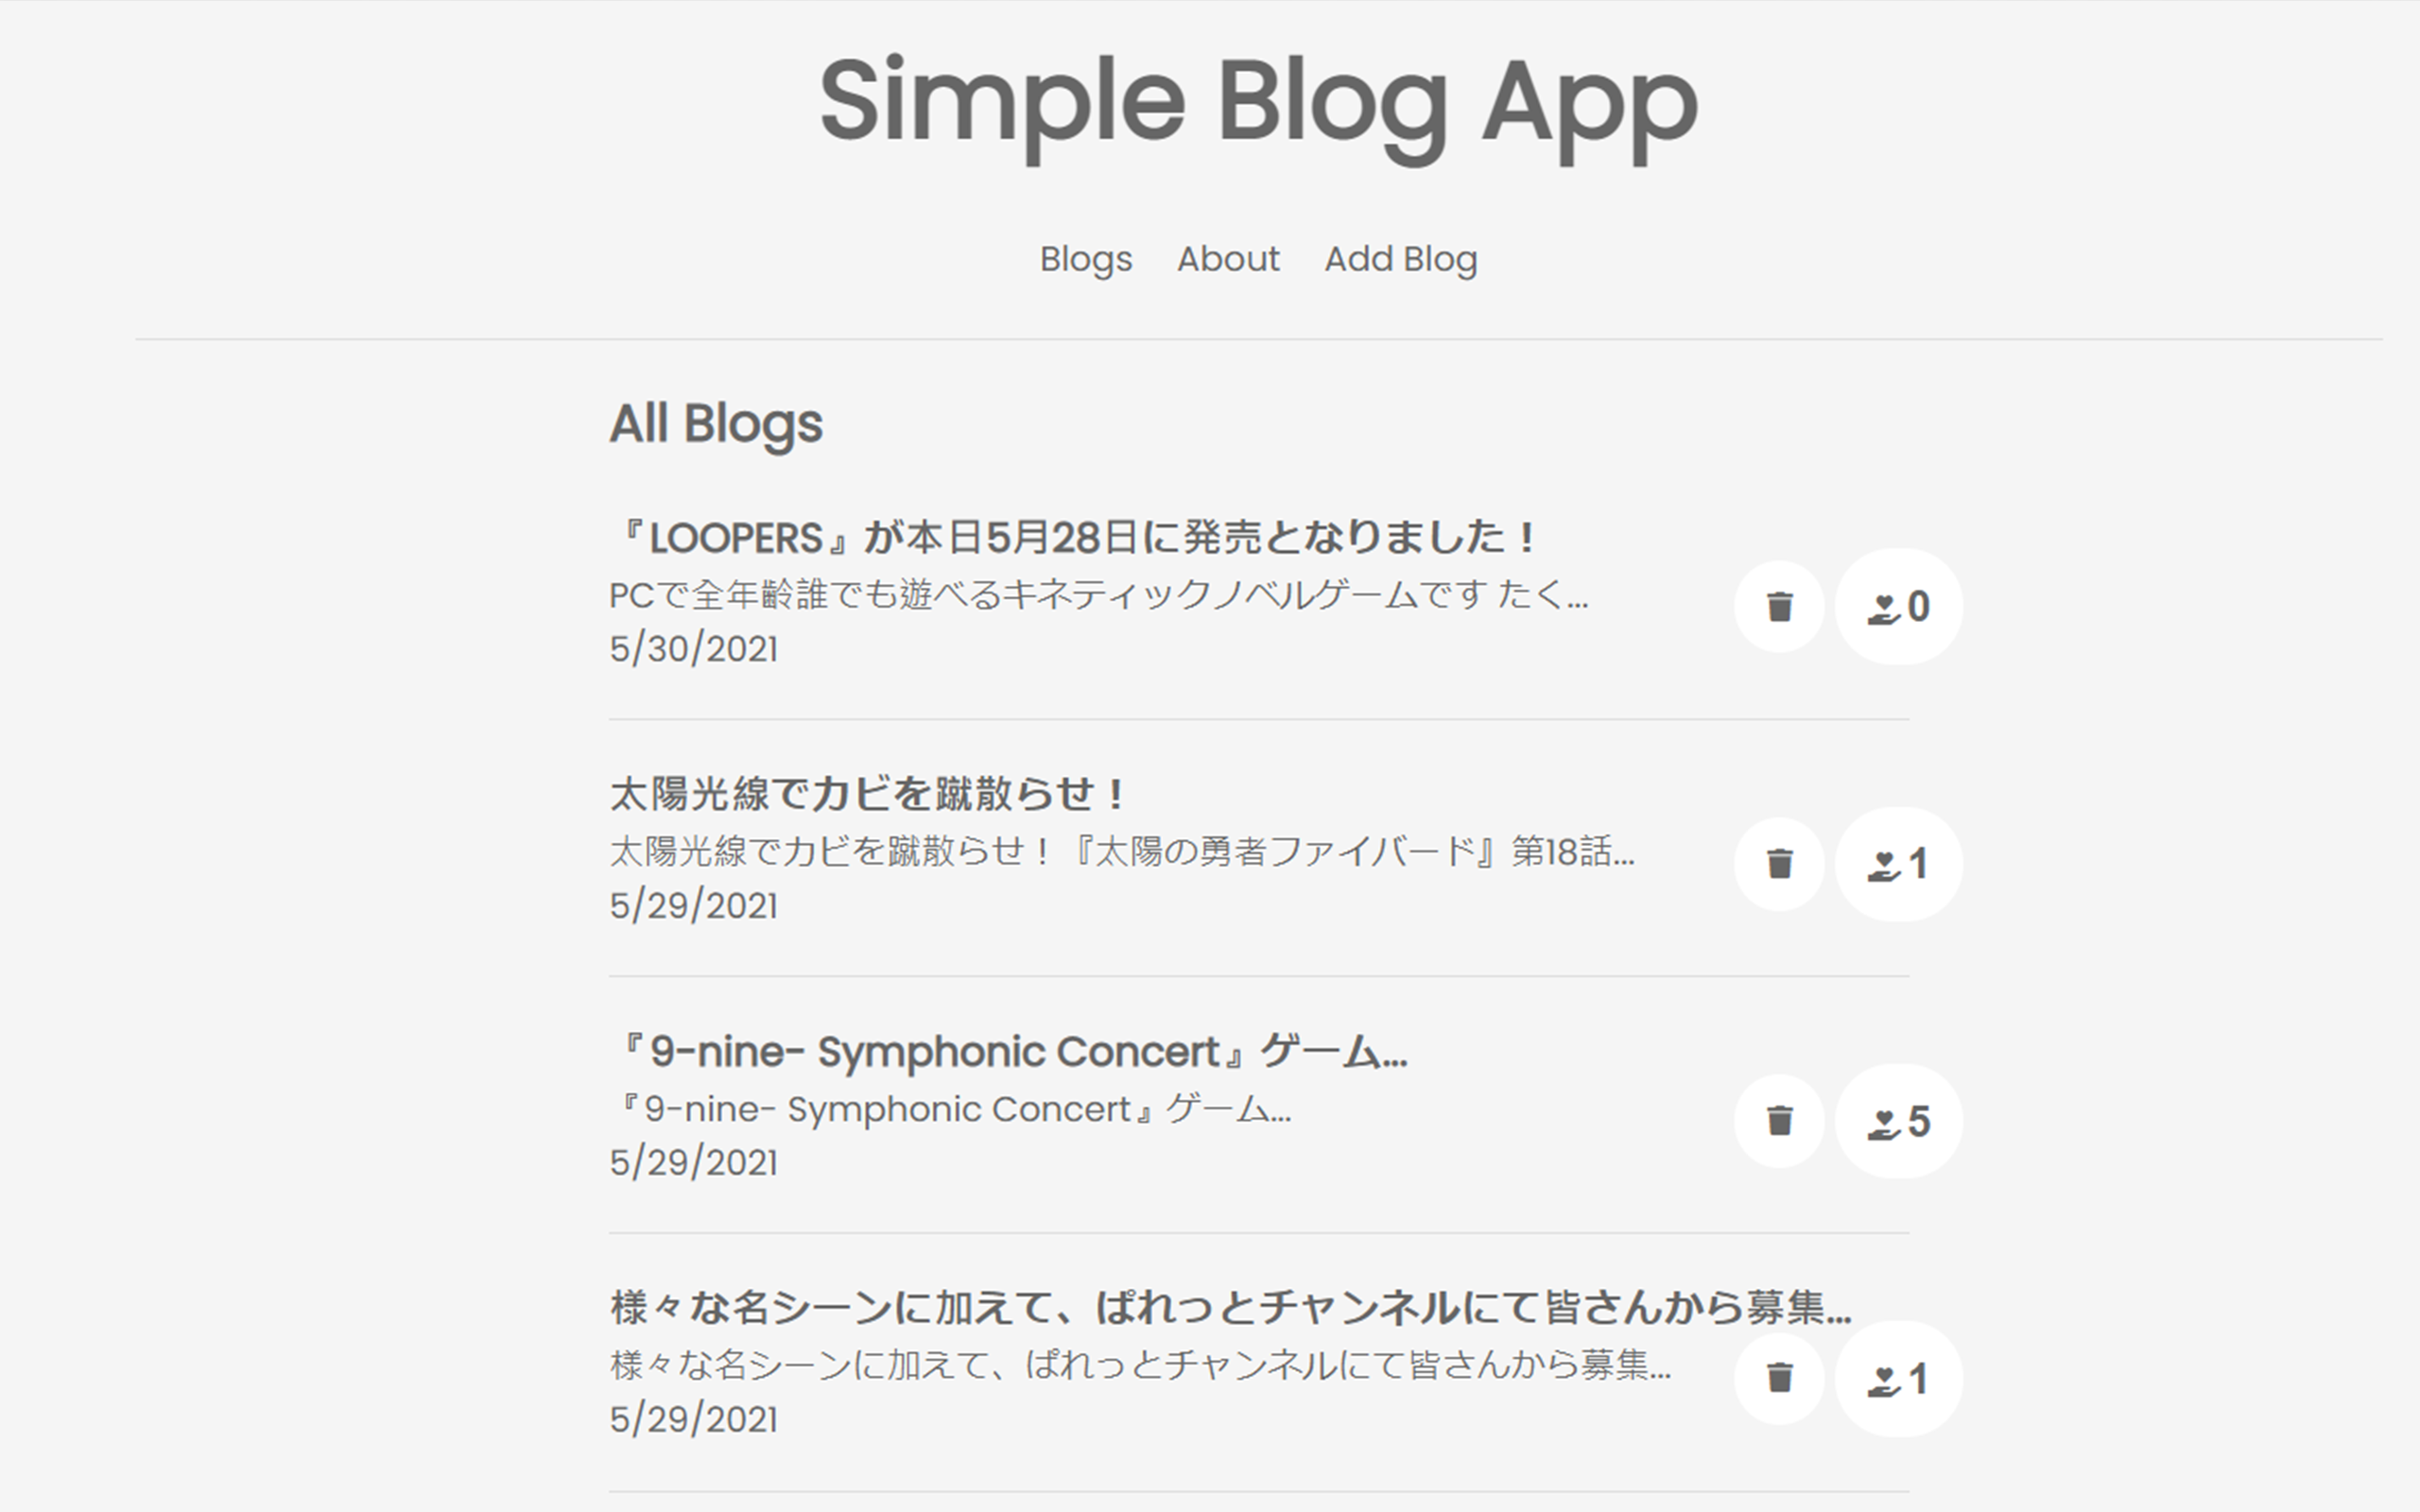 Simple Blog App
Blogs About Add Blog
All Blogs
『LOOPERS』が本日5月28日に発売となりました！
PCで全年齢誰でも遊べるキネティックノベルゲームです たく...
5/30/2021
0
太陽光線でカビを蹴散らせ！
太陽光線でカビを蹴散らせ！『太陽の勇者ファイバード』第18話...
5/29/2021
1
『9-nine- Symphonic Concert』ゲーム...
『9-nine- Symphonic Concert』ゲーム...
5/29/2021
5
様々な名シーンに加えて、ぱれっとチャンネルにて皆さんから募集...
様々な名シーンに加えて、ぱれっとチャンネルにて皆さんから募集...
5/29/2021
1